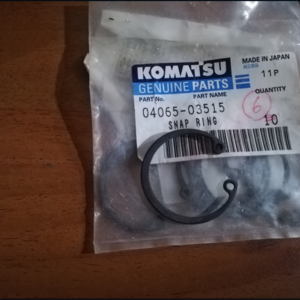 KOMATSU
GENUINE PARTS
MADE IN JAPAN
11P
PART No.
PART NAME
QUANTITY
04065-03515
SNAP RING
6
10